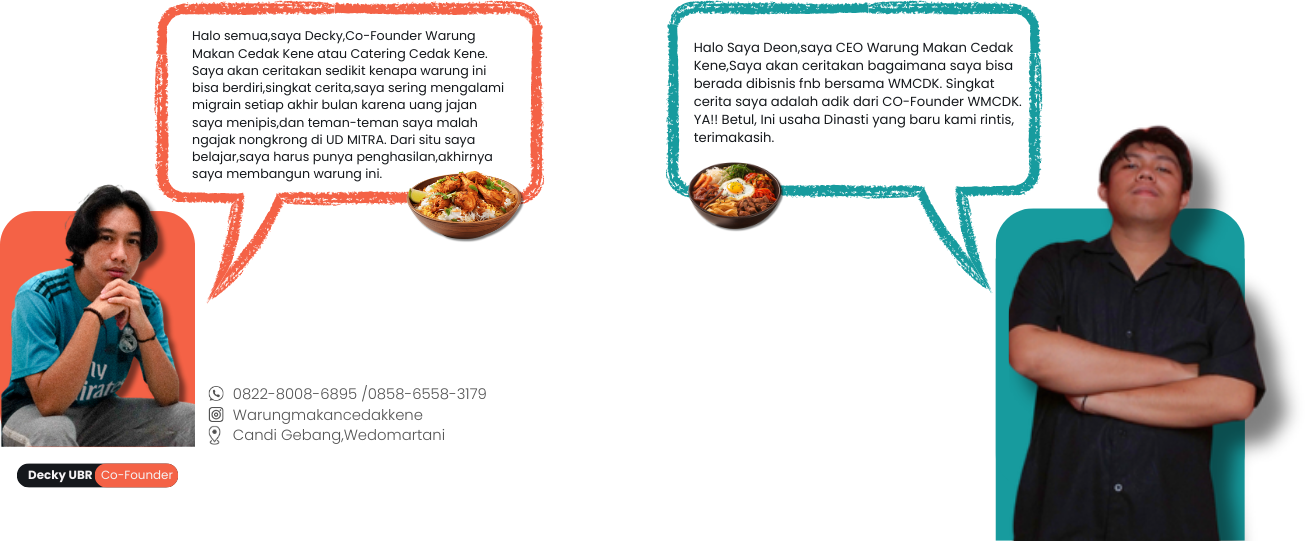 Halo semua,saya Decky,Co-Founder Warung
Makan Cedak Kene atau Catering Cedak Kene.
Saya akan ceritakan sedikit kenapa warung ini
bisa berdiri,singkat cerita,saya sering mengalami
migrain setiap akhir bulan karena uang jajan
saya menipis,dan teman-teman saya malah
ngajak nongkrong di UD MITRA. Dari situ saya
belajar,saya harus punya penghasilan,akhirnya
saya membangun warung ini.
Halo Saya Deon,saya CEO Warung Makan Cedak
Kene,Saya akan ceritakan bagaimana saya bisa
berada dibisnis fnb bersama WMCDK. Singkat
cerita saya adalah adik dari CO-Founder WMCDK.
YA!! Betul, Ini usaha Dinasti yang baru kami rintis,
terimakasih.
0822-8008-6895 /0858-6558-3179
Warungmakancedakkene
Candi Gebang,Wedomartani
Decky UBR Co-Founder